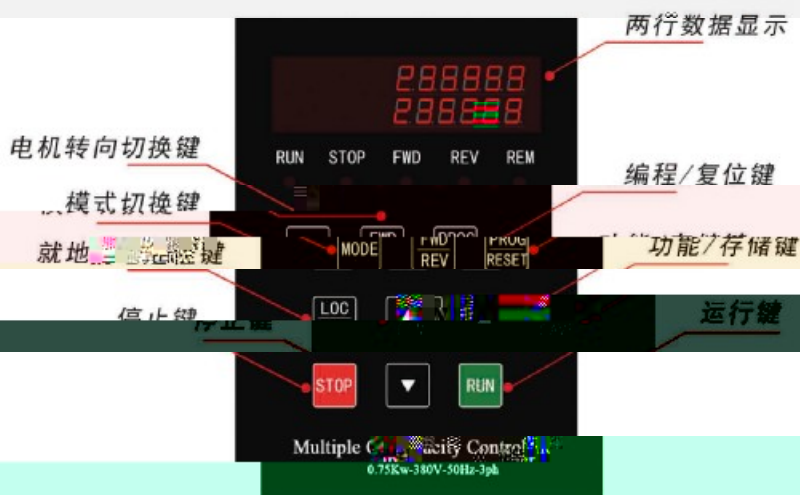 两行数据显示
RUN STOP FWD REV REM
电机转向切换键
编程/复位键
模式切换键
MODE
FWD
REV
PROG
RESET
功能/存储键
就地 键
LOC
停止键
运行键
STOP
▼
RUN
Multiple
0.75Kw-380V-50Hz-3ph